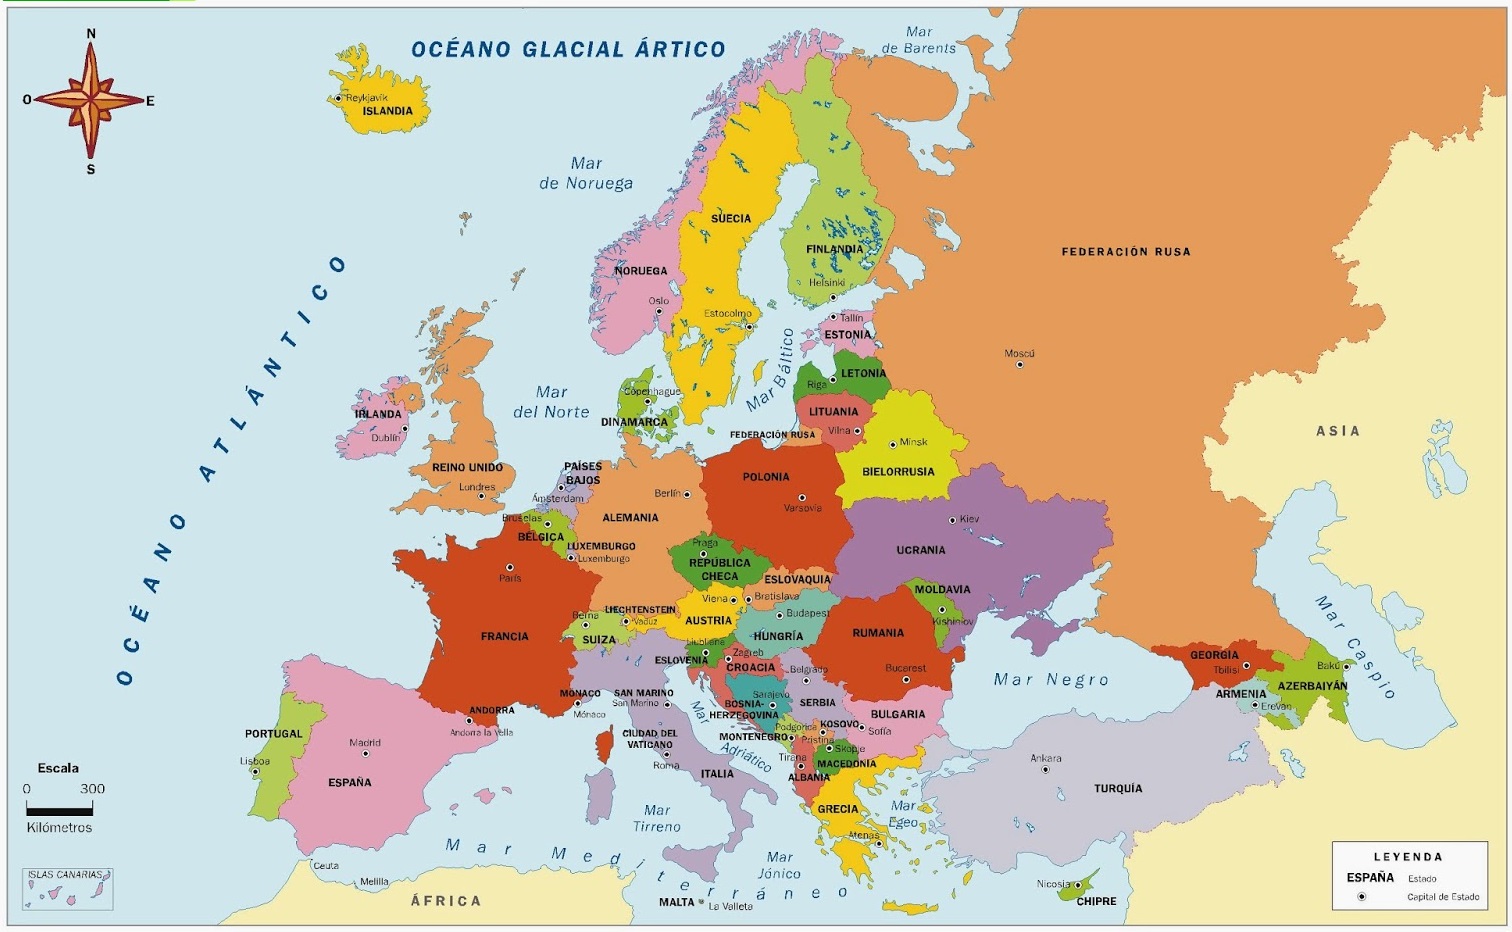 N
O
E
S
OCÉANO GLACIAL ÁRTICO
Mar
de Barents
Reykjavík
ISLANDIA
Mar
de Noruega
SUECIA
FINLANDIA
Helsinki
NORUEGA
Oslo
Estocolmo
FEDERACIÓN RUSA
Moscú
OCÉANO ATLÁNTICO
Tallín
ESTONIA
LETONIA
Riga
LITUANIA
Vilna
Mar Báltico
Mar
del Norte
Copenhague
DINAMARCA
FEDERACIÓN RUSA
Minsk
BIELORRUSIA
IRLANDA
Dublín
REINO UNIDO
Londres
PAÍSES
BAJOS
Ámsterdam
Bruselas
BÉLGICA
LUXEMBURGO
Luxemburgo
Berlín
ALEMANIA
POLONIA
Varsovia
Kiev
UCRANIA
ASIA
París
FRANCIA
Praga
REPÚBLICA
CHECA
ESLOVAQUIA
Bratislava
Viena
AUSTRIA
LIECHTENSTEIN
Vaduz
Berna
SUIZA
Budapest
HUNGRÍA
MOLDAVIA
Kishiniov
RUMANIA
Bucarest
Liubliana
ESLOVENIA
Zagreb
CROACIA
Belgrado
SERBIA
Sarajevo
BOSNIA-
HERZEGOVINA
Podgorica
MONTENEGRO
KOSOVO
Pristina
BULGARIA
Sofía
Skopie
MACEDONIA
Tirana
ALBANIA
GRECIA
Atenas
Mar
Egeo
Mar Negro
Mar Caspio
GEORGIA
Tbilisi
ARMENIA
Ereván
AZERBAIYÁN
Bakú
Ankara
TURQUÍA
MÓNACO
Mónaco
SAN MARINO
San Marino
CIUDAD DEL
VATICANO
Roma
ITALIA
Mar
Adriático
Mar
Tirreno
Mar
Jónico
ANDORRA
Andorra la Vella
PORTUGAL
Lisboa
Madrid
ESPAÑA
Escala
0 300
Kilómetros
Mar Mediterráneo
Ceuta
Melilla
ISLAS CANARIAS
ÁFRICA
MALTA
La Valleta
Nicosia
CHIPRE
LEYENDA
ESPAÑA Estado
Capital de Estado